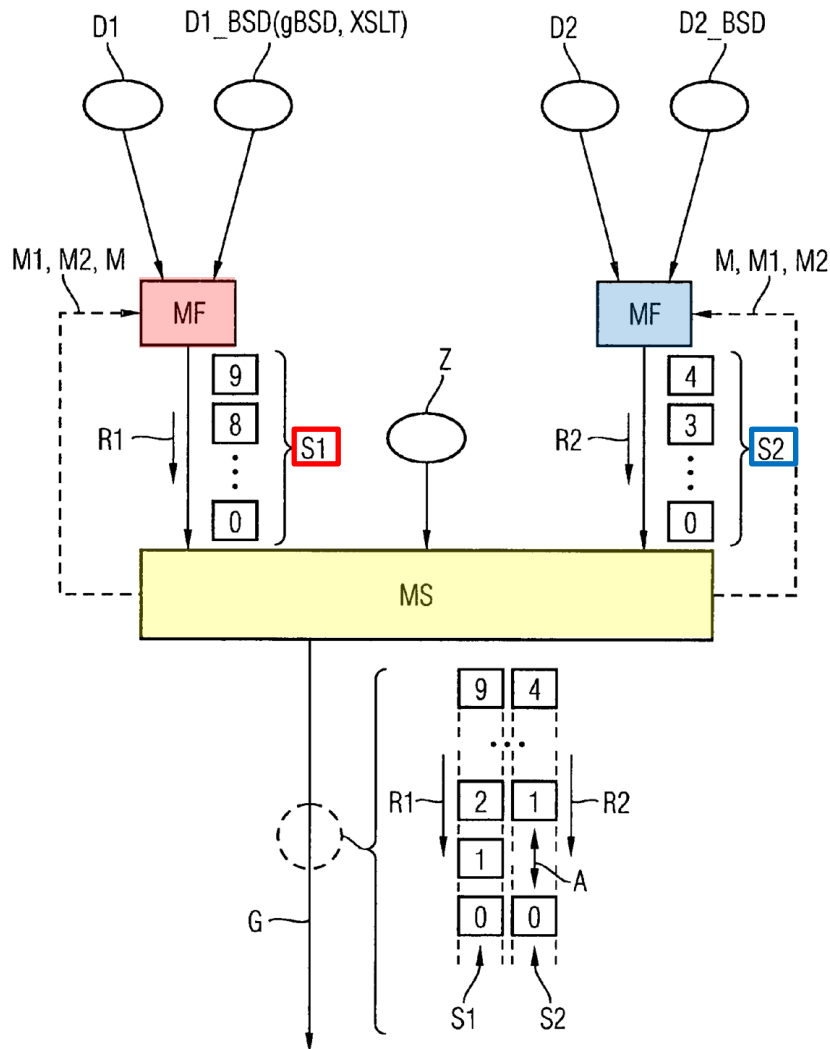 D1 D1_BSD(gBSD, XSLT) D2 D2_BSD
M1, M2, M M, M1, M2
MF MF
Z
9 4
R1 8 S1 R2 3 S2
0 0
MS
9 4
...
R1 2 1 R2
1 A
G 0 0
S1 S2